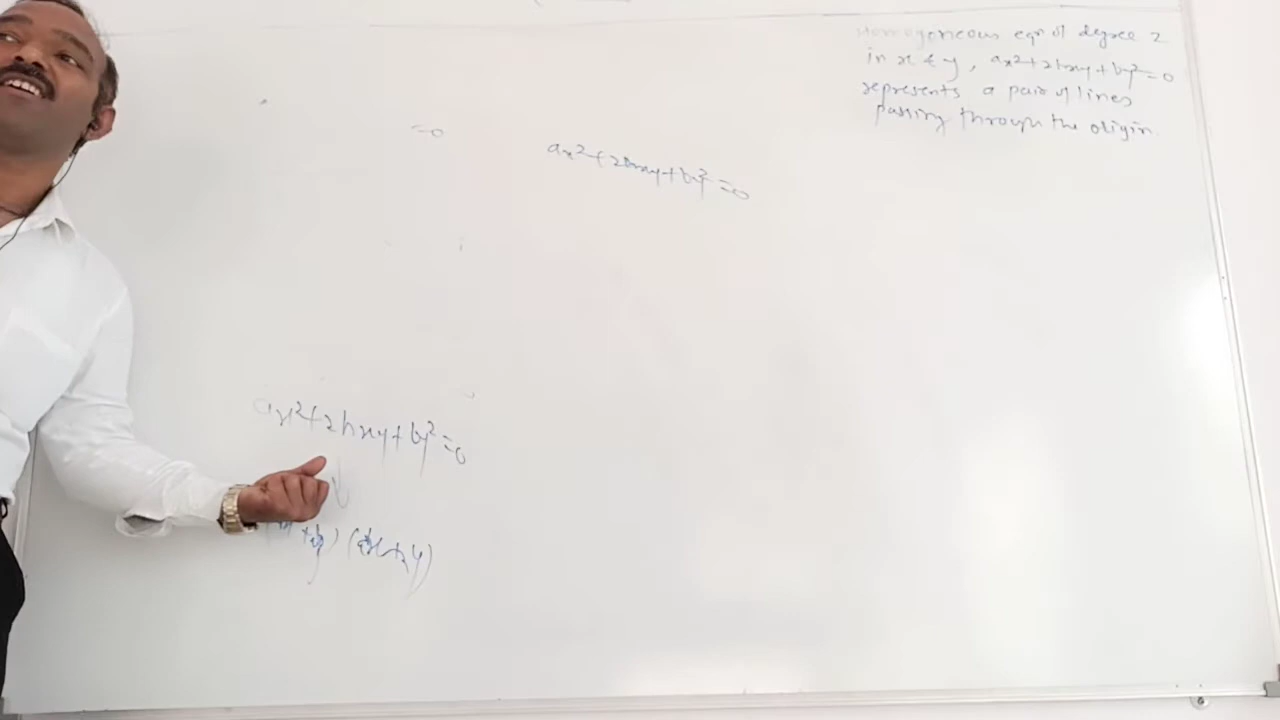 Homogoneous eqn of degree 2
in x & y, ax²+2hxy+by²=0
represents a pair of lines
passing through the origin.
=0
ax²+2hxy+by²=0
ax²+2hxy+by²=0